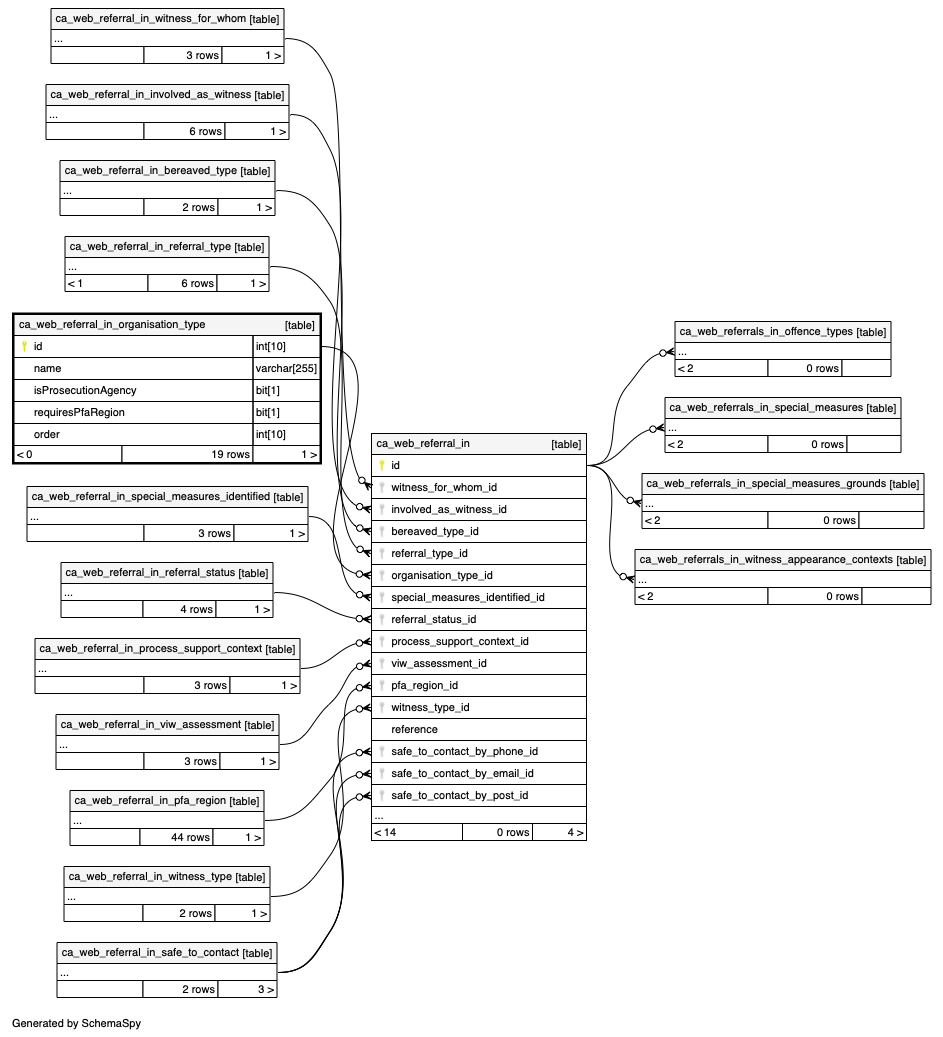 ca_web_referral_in_witness_for_whom [table]
...
3 rows 1 >
ca_web_referral_in_involved_as_witness [table]
...
6 rows 1 >
ca_web_referral_in_bereaved_type [table]
...
2 rows 1 >
ca_web_referral_in_referral_type [table]
...
< 1 6 rows 1 >
ca_web_referral_in_organisation_type [table]
id int[10]
name varchar[255]
isProsecutionAgency bit[1]
requiresPfaRegion bit[1]
order int[10]
< 0 19 rows 1 >
ca_web_referral_in_special_measures_identified [table]
...
3 rows 1 >
ca_web_referral_in_referral_status [table]
...
4 rows 1 >
ca_web_referral_in_process_support_context [table]
...
3 rows 1 >
ca_web_referral_in_viw_assessment [table]
...
3 rows 1 >
ca_web_referral_in_pfa_region [table]
...
44 rows 1 >
ca_web_referral_in_witness_type [table]
...
2 rows 1 >
ca_web_referral_in_safe_to_contact [table]
...
2 rows 3 >
ca_web_referral_in [table]
id
witness_for_whom_id
involved_as_witness_id
bereaved_type_id
referral_type_id
organisation_type_id
special_measures_identified_id
referral_status_id
process_support_context_id
viw_assessment_id
pfa_region_id
witness_type_id
reference
safe_to_contact_by_phone_id
safe_to_contact_by_email_id
safe_to_contact_by_post_id
...
< 14 0 rows 4 >
ca_web_referrals_in_offence_types [table]
...
< 2 0 rows
ca_web_referrals_in_special_measures [table]
...
< 2 0 rows
ca_web_referrals_in_special_measures_grounds [table]
...
< 2 0 rows
ca_web_referrals_in_witness_appearance_contexts [table]
...
< 2 0 rows
Generated by SchemaSpy